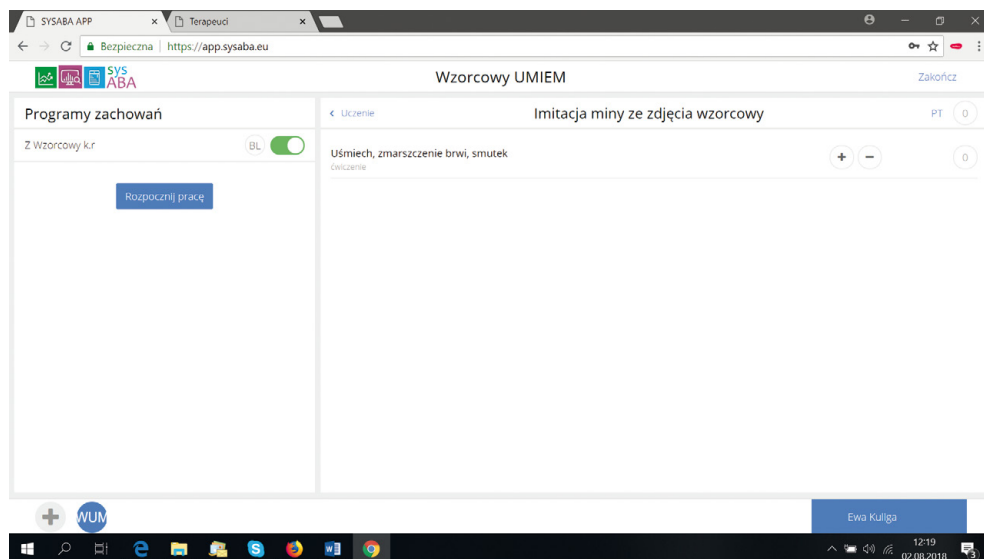 SYSABA APP
Terapeuci
Bezpieczna | https://app.sysaba.eu
sys ABA
Wzorcowy UMIEM
Zakończ
Programy zachowań
Z Wzorcowy k.r
BL
Rozpocznij pracę
Uczenie
Imitacja miny ze zdjęcia wzorcowy
PT
0
Uśmiech, zmarszczenie brwi, smutek
ćwiczenie
0
WUM
Ewa Kuliga
12:19
02.08.2018
3